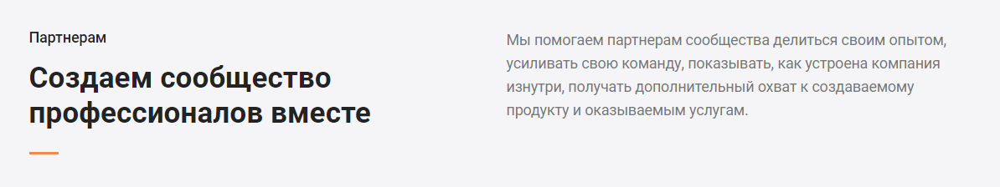 Партнерам
Создаем сообщество
профессионалов вместе
Мы помогаем партнерам сообщества делиться своим опытом,
усиливать свою команду, показывать, как устроена компания
изнутри, получать дополнительный охват к создаваемому
продукту и оказываемым услугам.